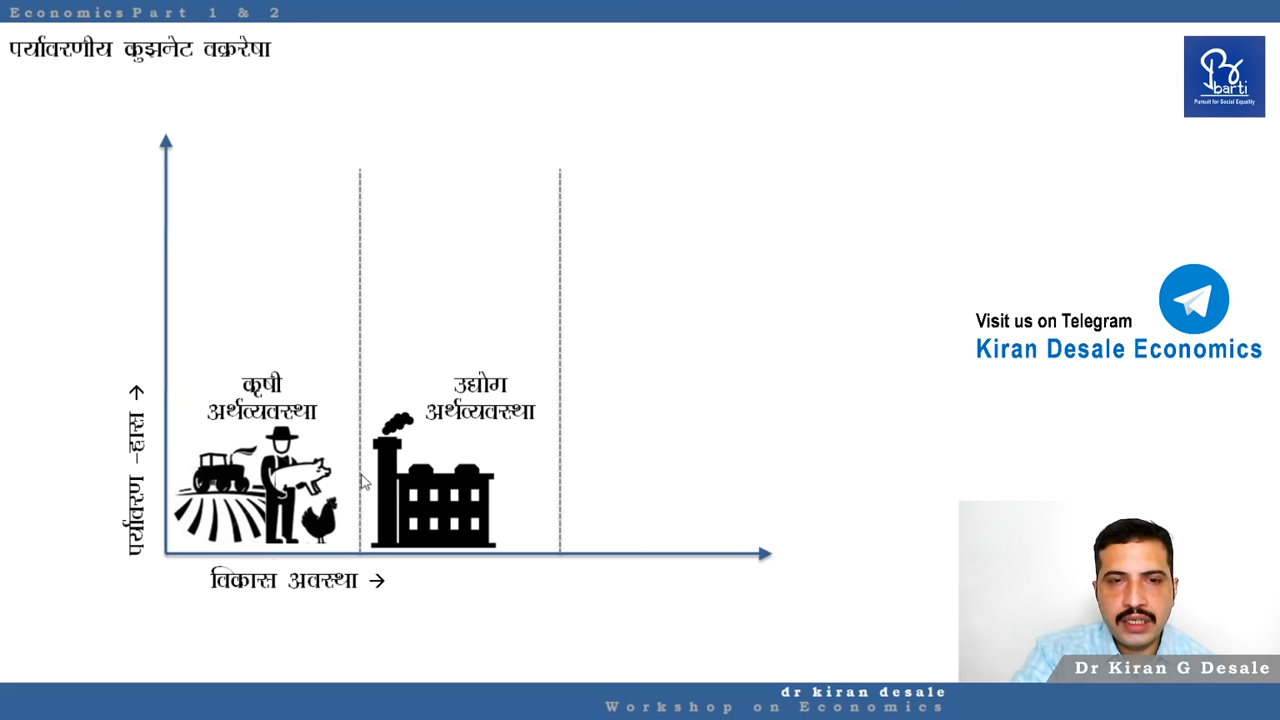 Economics Part 1 & 2
पर्यावरणीय कुझनेट वक्ररेषा
barti
Pursuit for Social Equality
Visit us on Telegram
Kiran Desale Economics
कृषी
अर्थव्यवस्था
उद्योग
अर्थव्यवस्था
पर्यावरण -हास →
विकास अवस्था →
Dr Kiran G Desale
dr kiran desale
Workshop on Economics